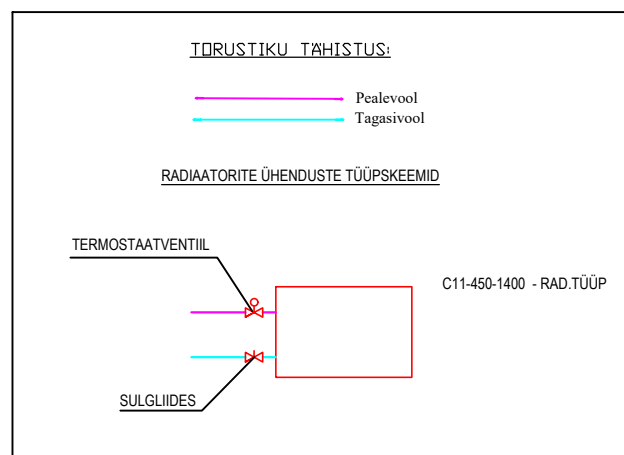 TORUSTIKU TÄHISTUS:
Pealevool
Tagasivool
RADIAATORITE ÜHENDUSTE TÜÜPSKEEMID
TERMOSTAATVENTIIL
C11-450-1400 - RAD.TÜÜP
SULGLIIDES